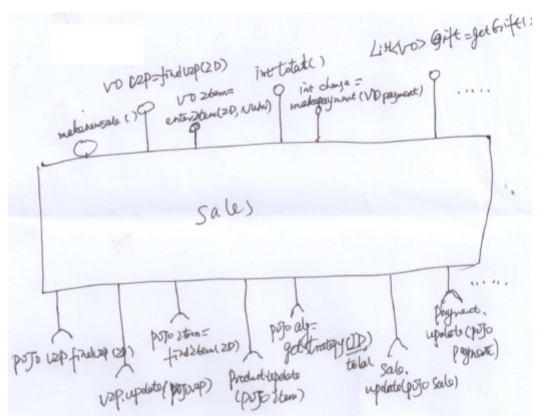 List<VO> Gift=getGift(
VO VIP=findVIP(ID)
int total()
VO Item=
enterItem(ID, NUM)
int change =
makepayment(VO payment)
makenewsale()
......
Sales
......
POJO VIP.findVIP(ID)
VIP.update(POJO VIP)
POJO Item=
findItem(ID)
Product.update
(POJO Item)
POJO alg=
getStrategy(ID)
total
Sale.
update(POJO Sale)
Payment.
update(POJO
Payment)